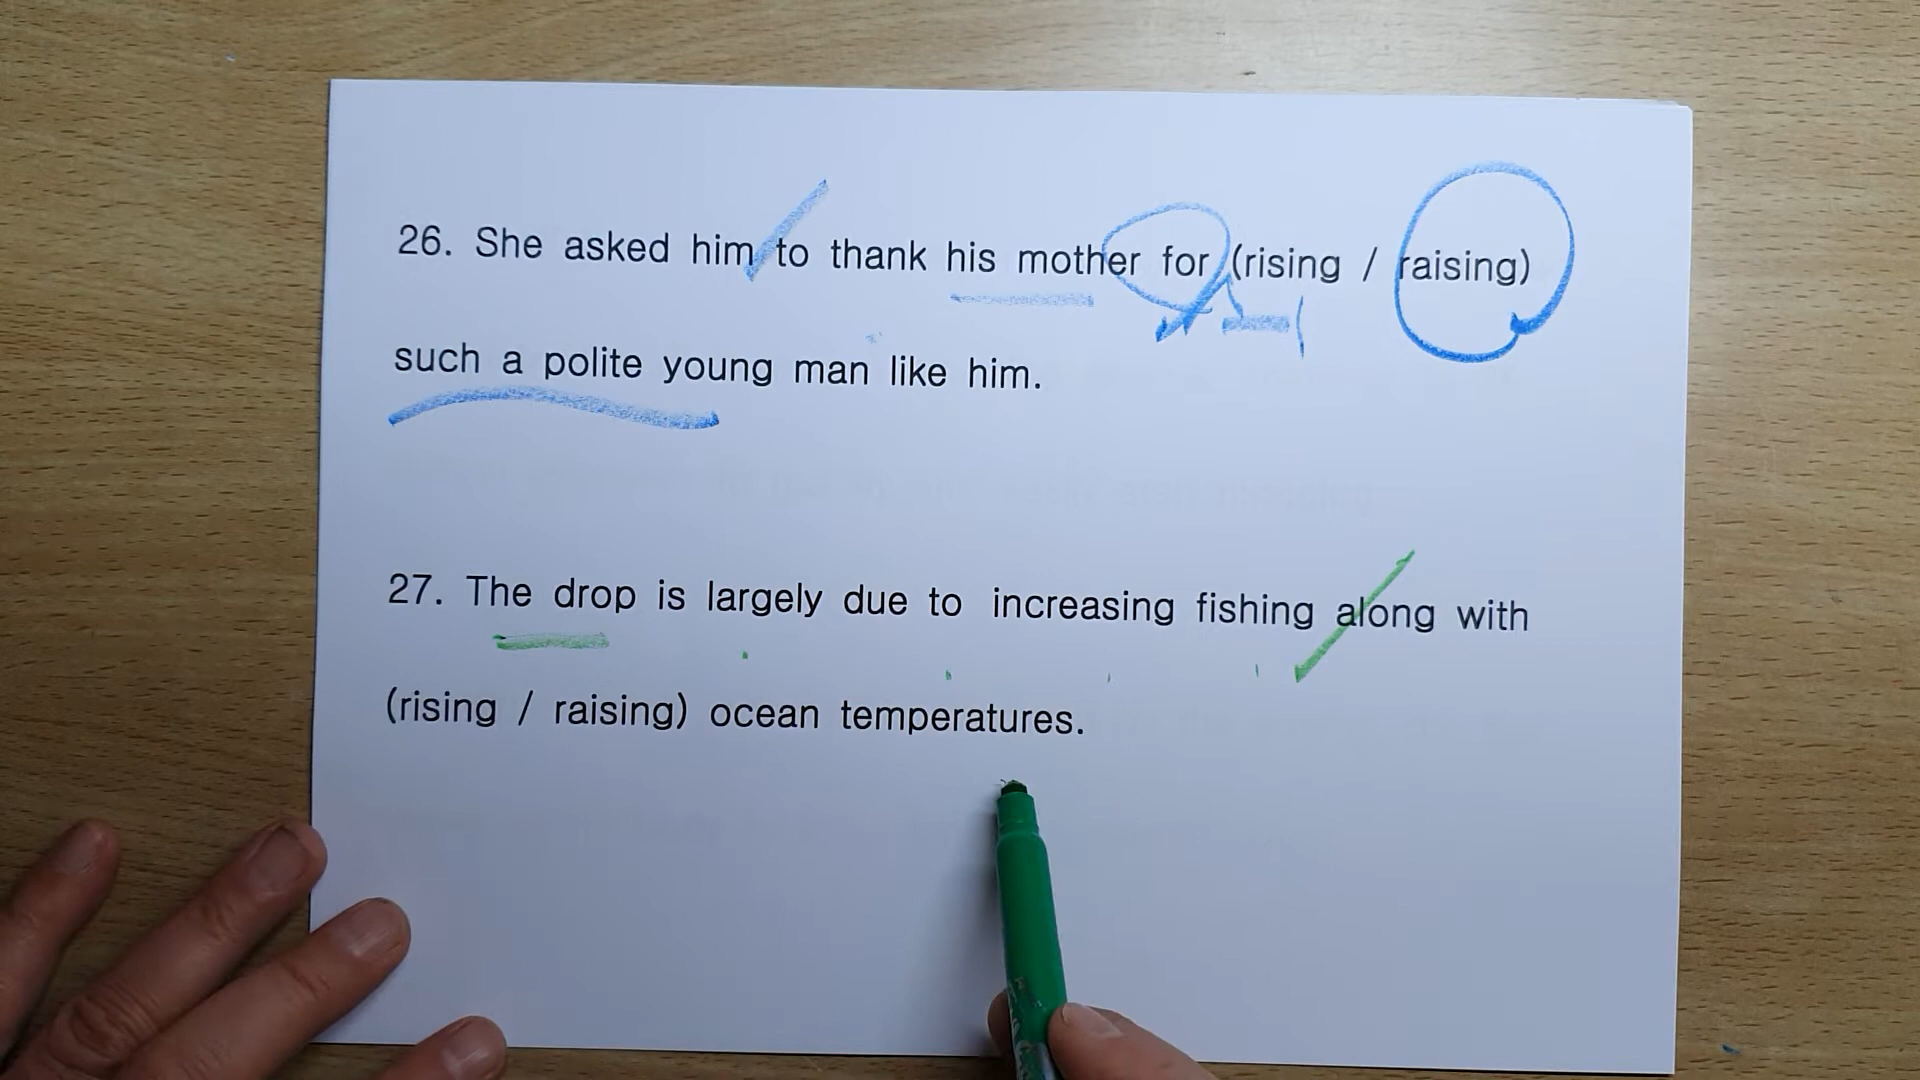 26. She asked him to thank his mother for (rising / raising)
such a polite young man like him.
27. The drop is largely due to increasing fishing along with
(rising / raising) ocean temperatures.